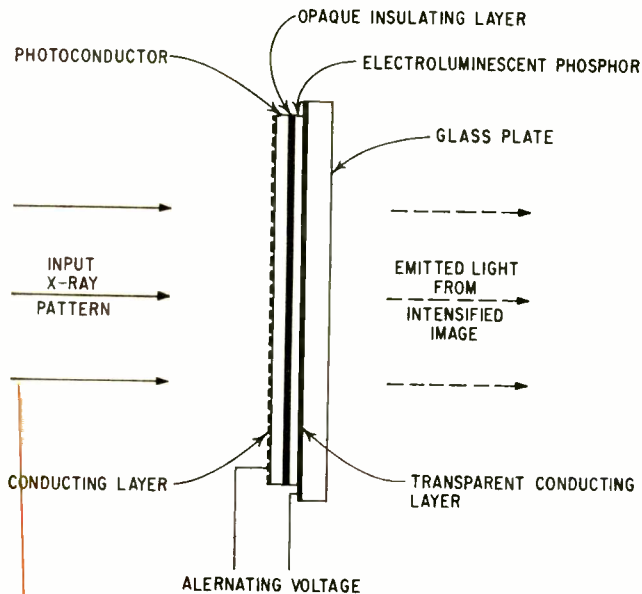 OPAQUE INSULATING LAYER
PHOTOCONDUCTOR
ELECTROLUMINESCENT PHOSPHOR
GLASS PLATE
INPUT
X-RAY
PATTERN
EMITTED LIGHT
FROM
INTENSIFIED
IMAGE
CONDUCTING LAYER
TRANSPARENT CONDUCTING
LAYER
ALERNATING VOLTAGE